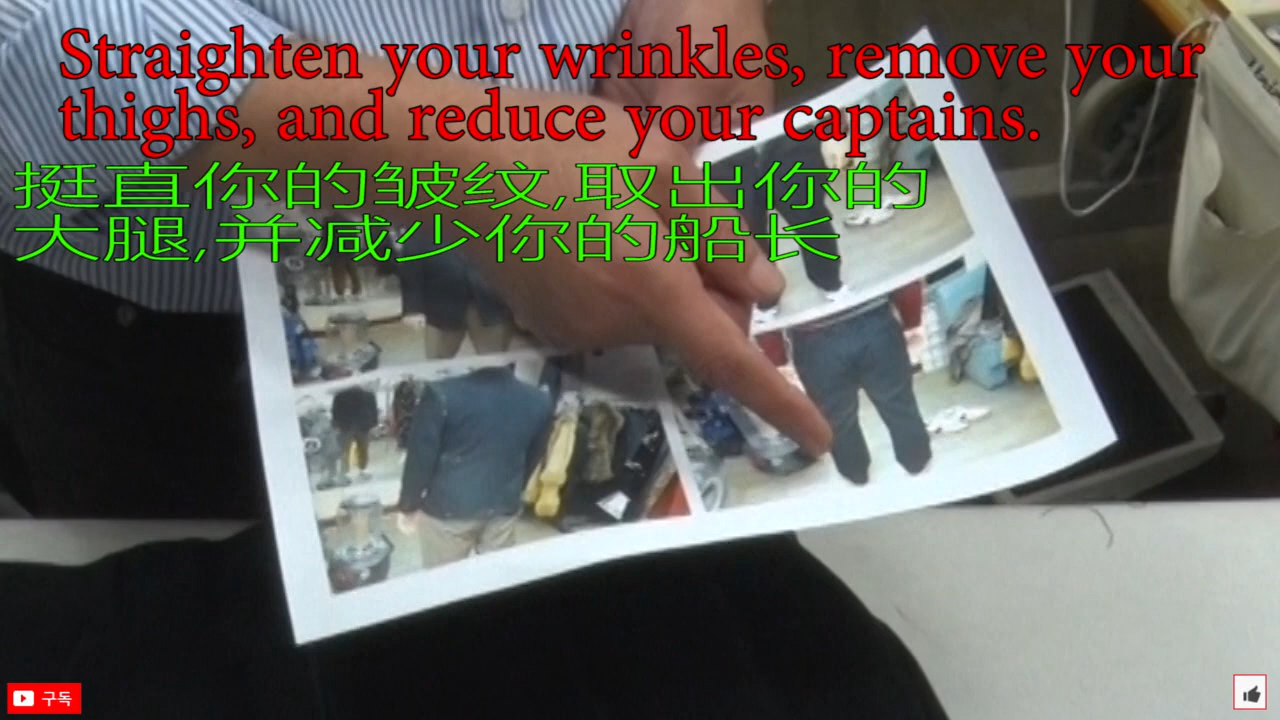 Straighten your wrinkles, remove your
thighs, and reduce your captains.
挺直你的皱纹,取出你的
大腿,并减少你的船长
구독